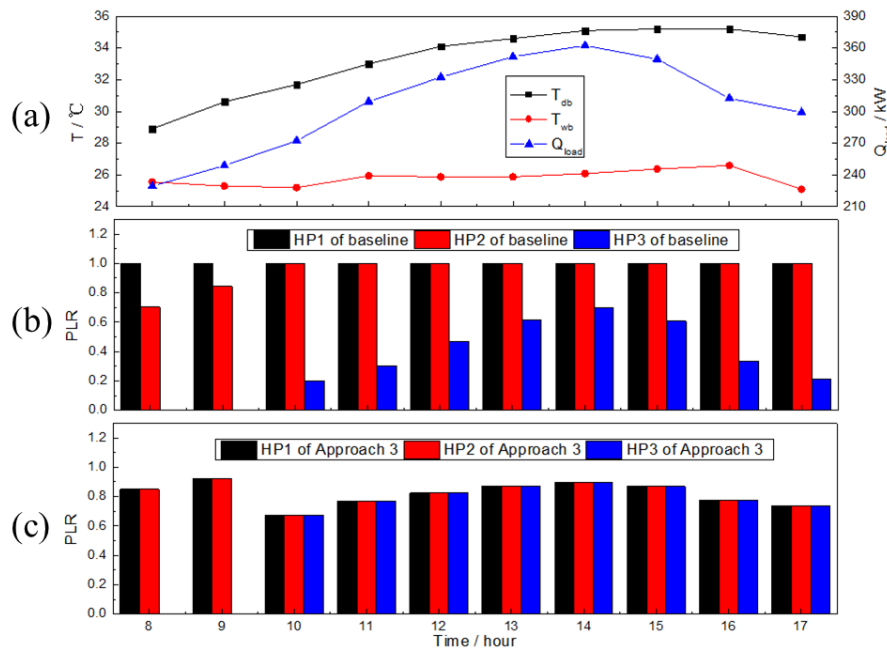 (a)
T / ℃
36
34
32
30
28
26
24
T_db
T_wb
Q_load
390
360
330
300
270
240
210
(b)
PLR
1.2
1.0
0.8
0.6
0.4
0.2
0.0
HP1 of baseline HP2 of baseline HP3 of baseline
(c)
PLR
1.2
1.0
0.8
0.6
0.4
0.2
0.0
HP1 of Approach 3 HP2 of Approach 3 HP3 of Approach 3
8 9 10 11 12 13 14 15 16 17
Time / hour